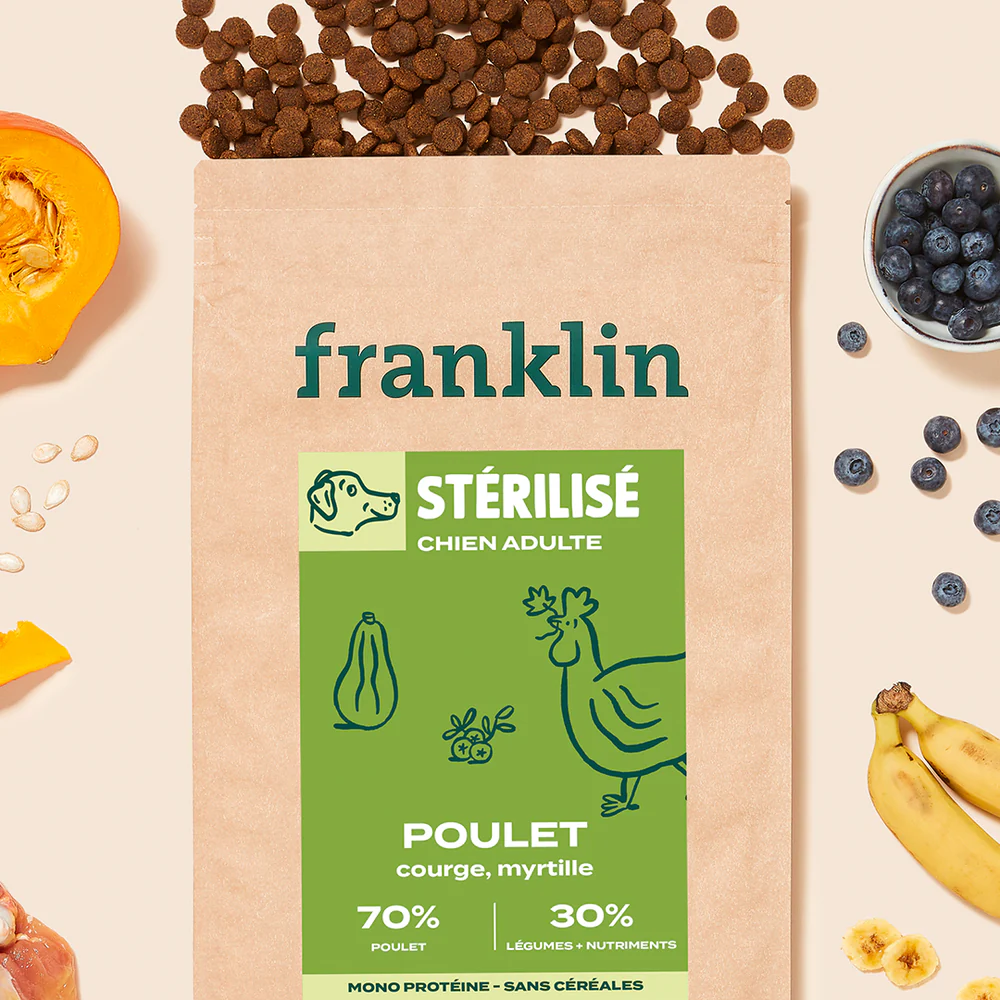 franklin
STÉRILISÉ
CHIEN ADULTE
POULET
courge, myrtille
70% 30%
POULET LÉGUMES + NUTRIMENTS
MONO PROTÉINE - SANS CÉRÉALES